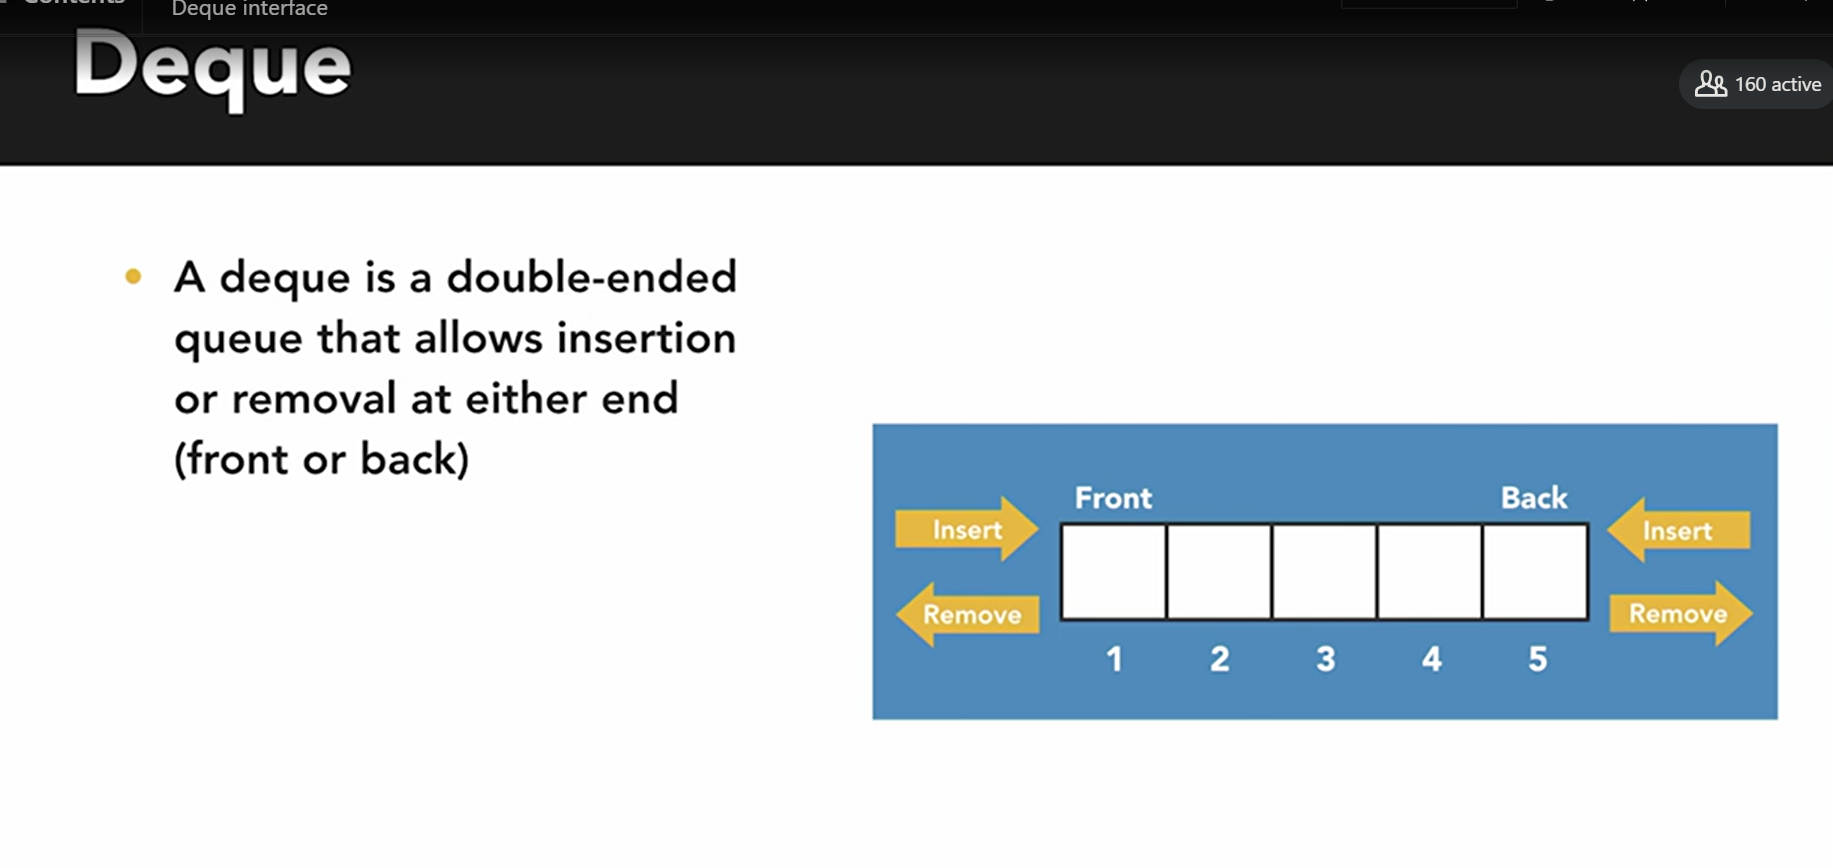 Contents
Deque interface
Deque
160 active
• A deque is a double-ended
queue that allows insertion
or removal at either end
(front or back)
Front Back
Insert Insert
Remove Remove
1 2 3 4 5